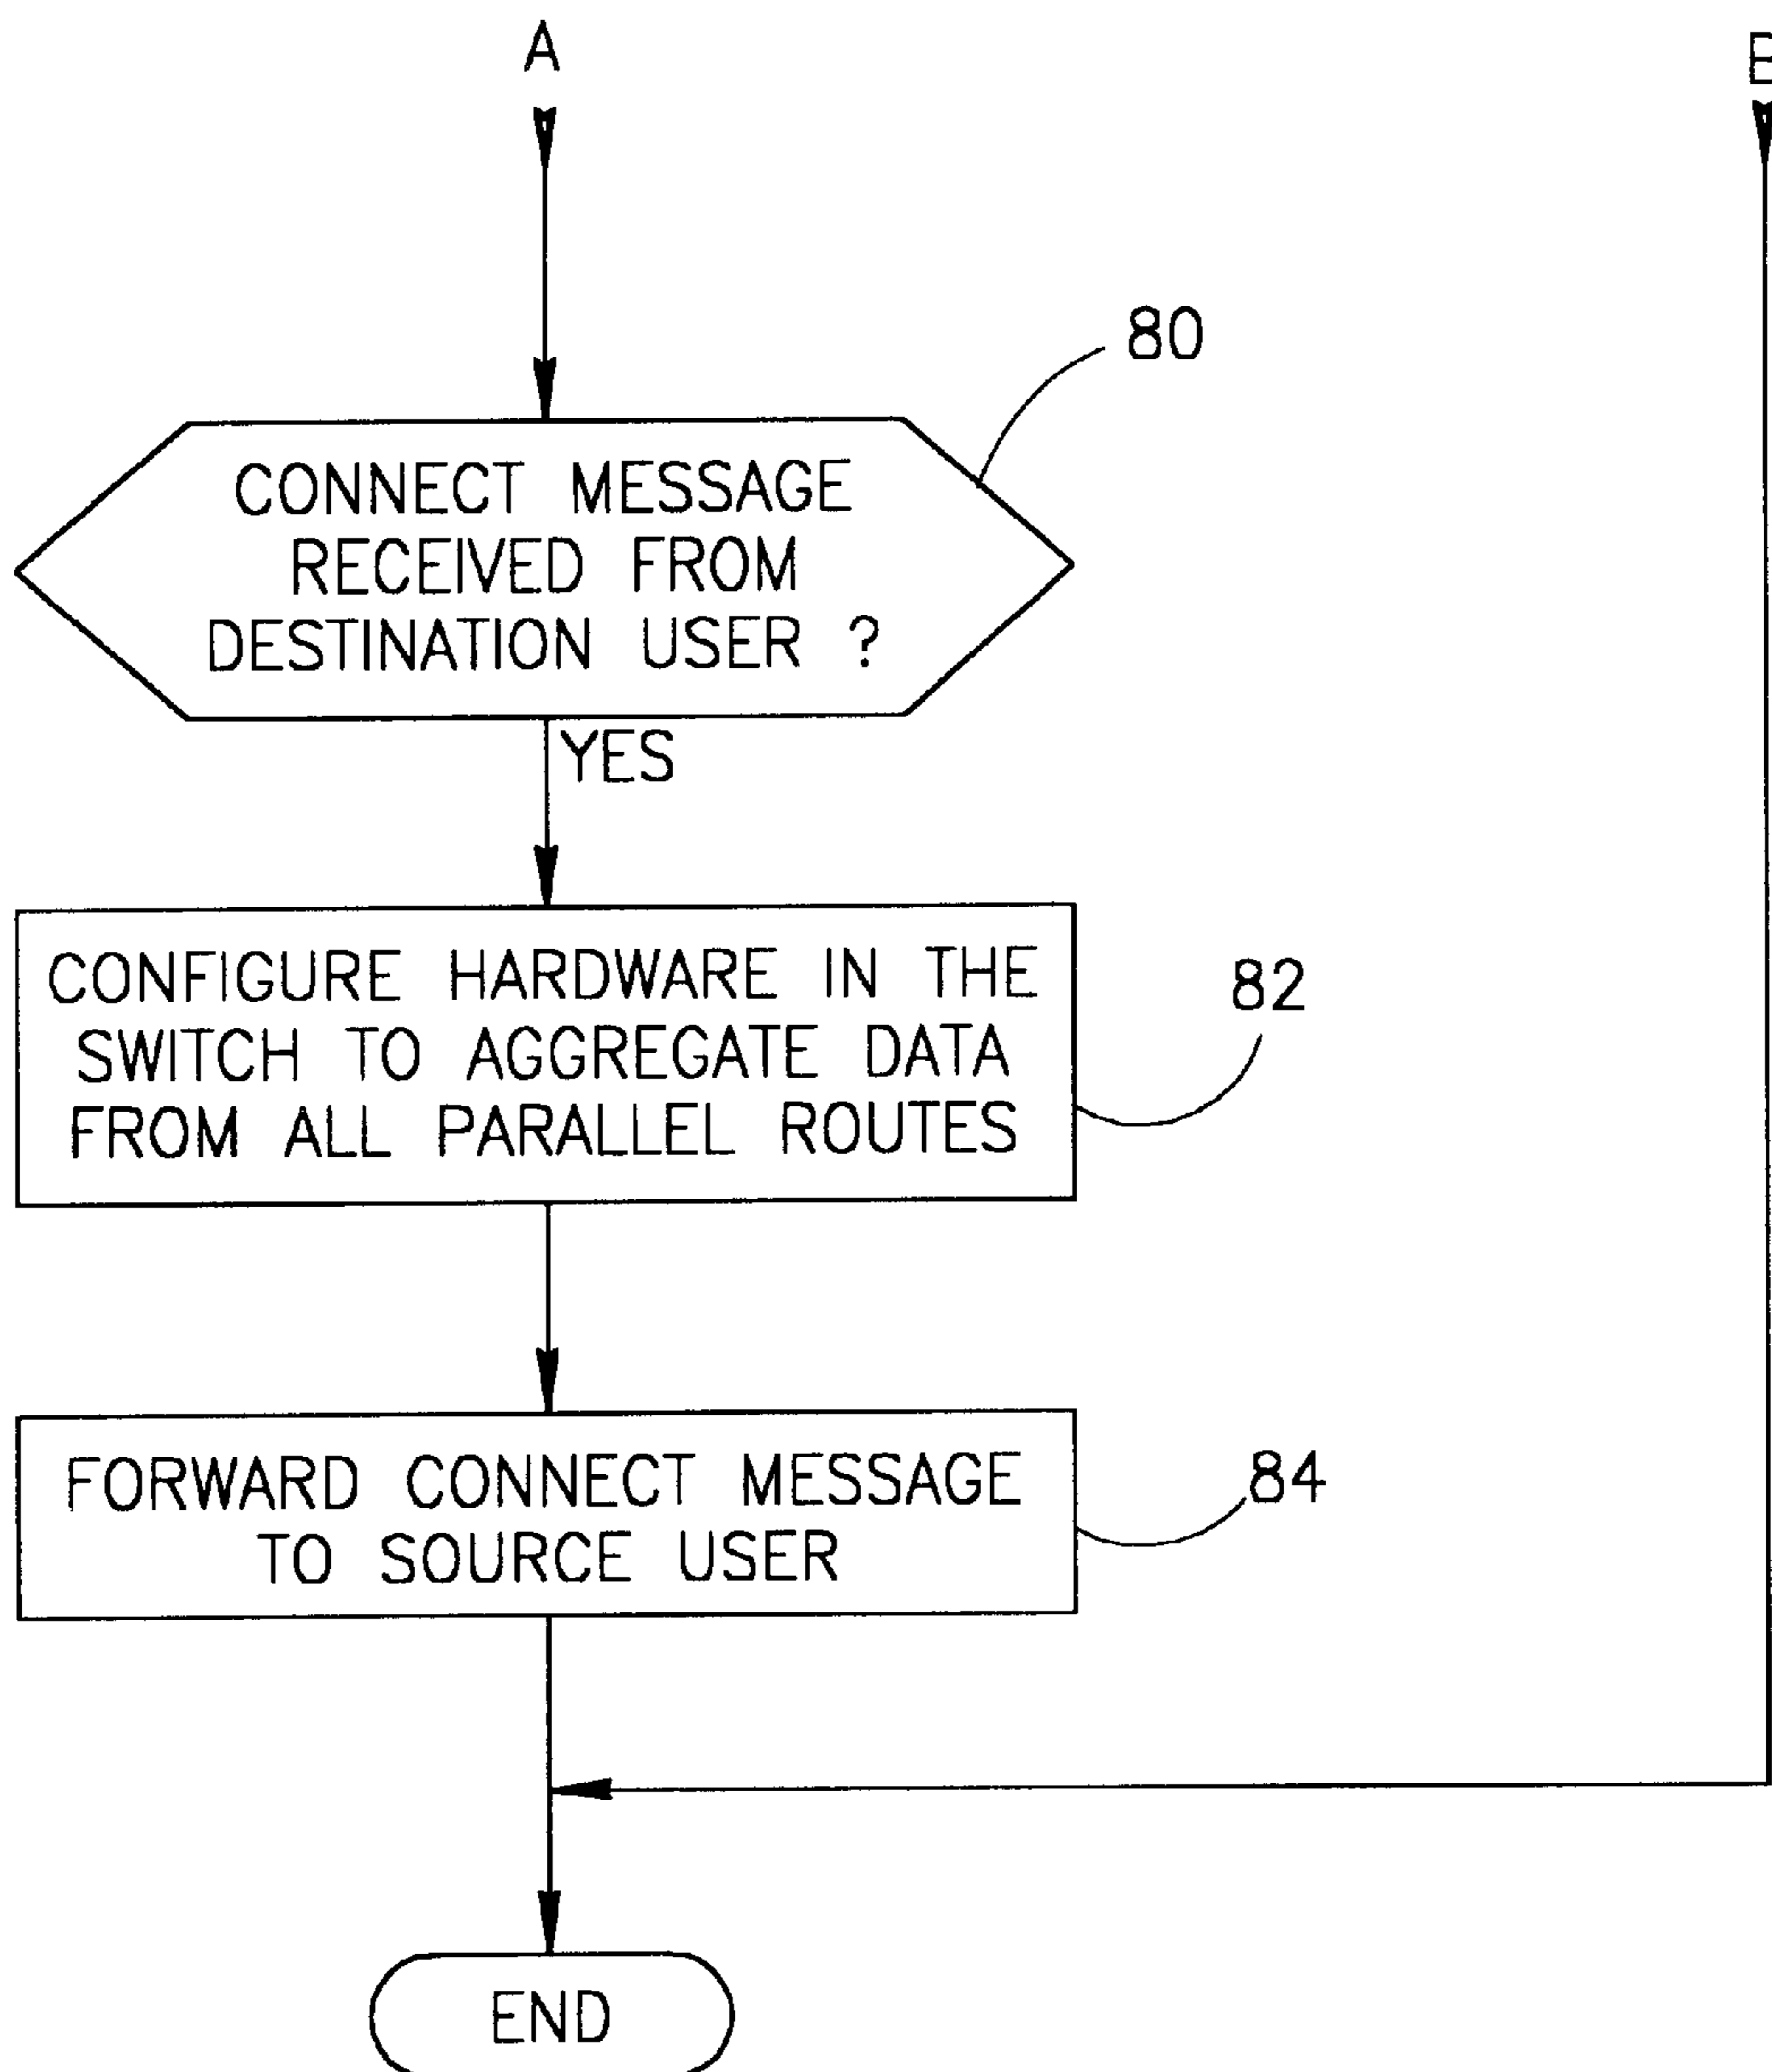 A
B
80
CONNECT MESSAGE
RECEIVED FROM
DESTINATION USER ?
YES
CONFIGURE HARDWARE IN THE
SWITCH TO AGGREGATE DATA
FROM ALL PARALLEL ROUTES
82
FORWARD CONNECT MESSAGE
TO SOURCE USER
84
END